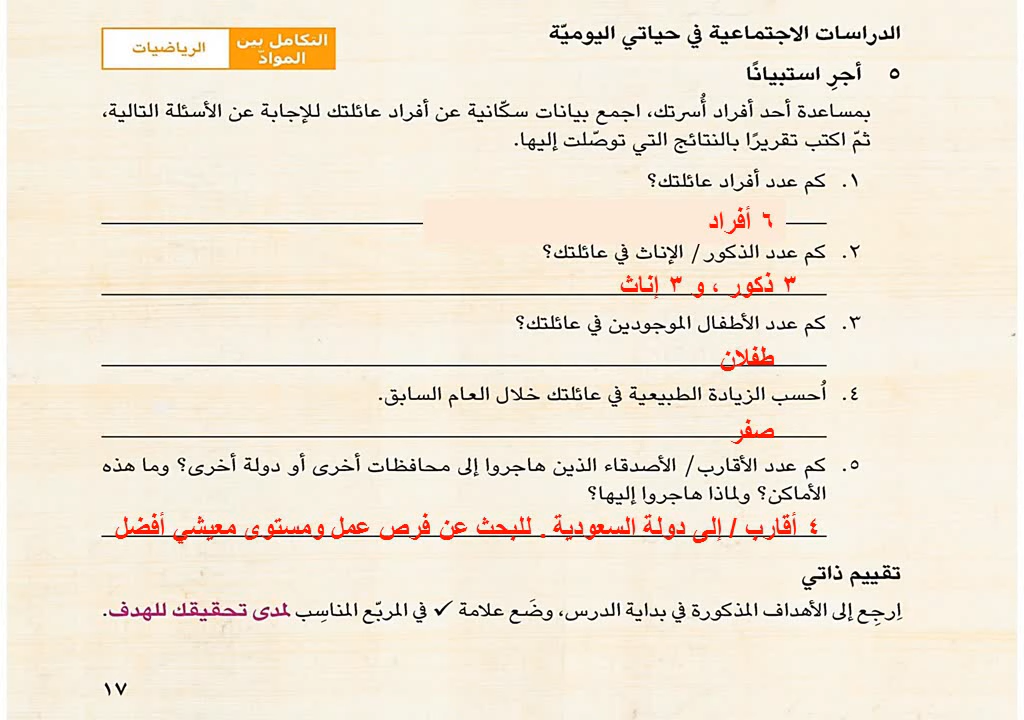 الدراسات الاجتماعية في حياتي اليوميّة
التكامل بين
الموادّ
الرياضيات
٥ أجرِ استبيانًا
بمساعدة أحد أفراد أُسرتك، اجمع بيانات سكّانية عن أفراد عائلتك للإجابة عن الأسئلة التالية،
ثمّ اكتب تقريرًا بالنتائج التي توصّلت إليها.
١. كم عدد أفراد عائلتك؟
٦ أفراد
٢. كم عدد الذكور/ الإناث في عائلتك؟
٣ ذكور ، و ٣ إناث
٣. كم عدد الأطفال الموجودين في عائلتك؟
طفلان
٤. اُحسب الزيادة الطبيعية في عائلتك خلال العام السابق.
صفر
٥. كم عدد الأقارب/ الأصدقاء الذين هاجروا إلى محافظات أخرى أو دولة أخرى؟ وما هذه
الأماكن؟ ولماذا هاجروا إليها؟
٤ أقارب / إلى دولة السعودية . للبحث عن فرص عمل ومستوى معيشي أفضل
تقييم ذاتي
اِرجِع إلى الأهداف المذكورة في بداية الدرس، وضَع علامة ✓ في المربّع المناسِب لمدى تحقيقك للهدف.
١٧